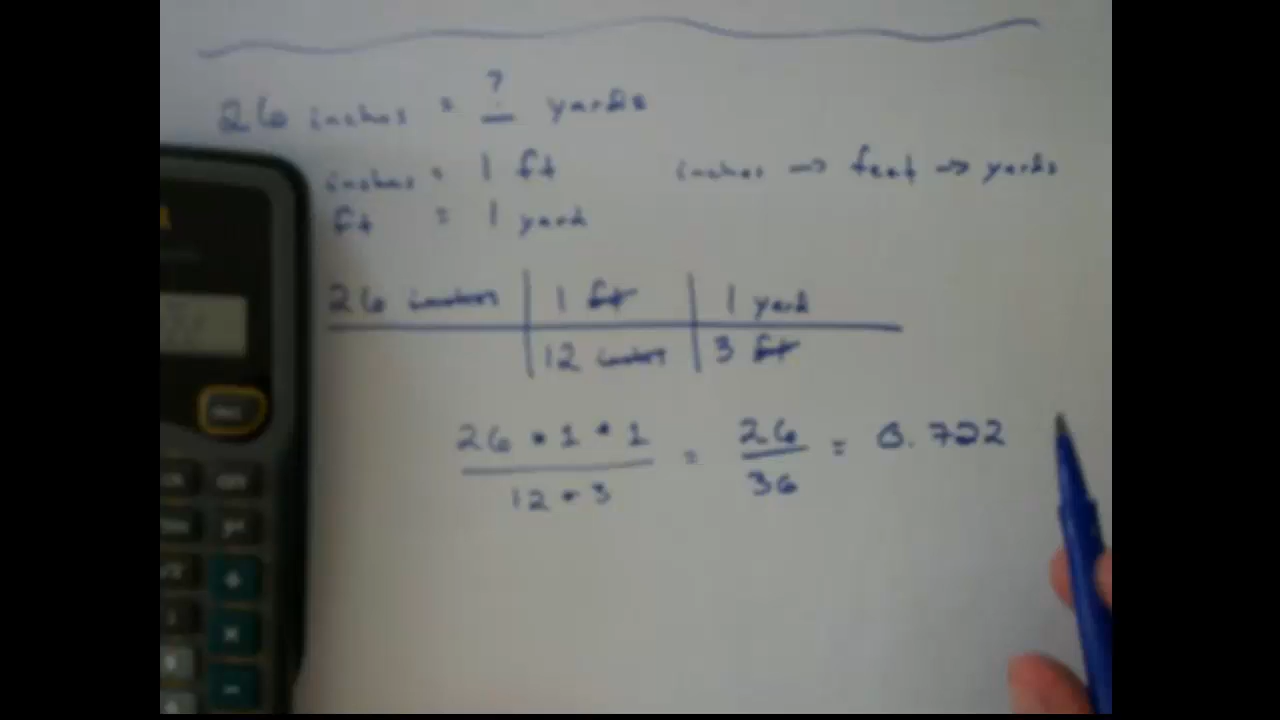 26 inches = ? yards
inches = 1 ft
inches → feet → yards
ft = 1 yard
26 inches | 1 ft | 1 yard
12 inches | 3 ft
26 • 1 • 1 = 26 = 0.722
12 • 3 36